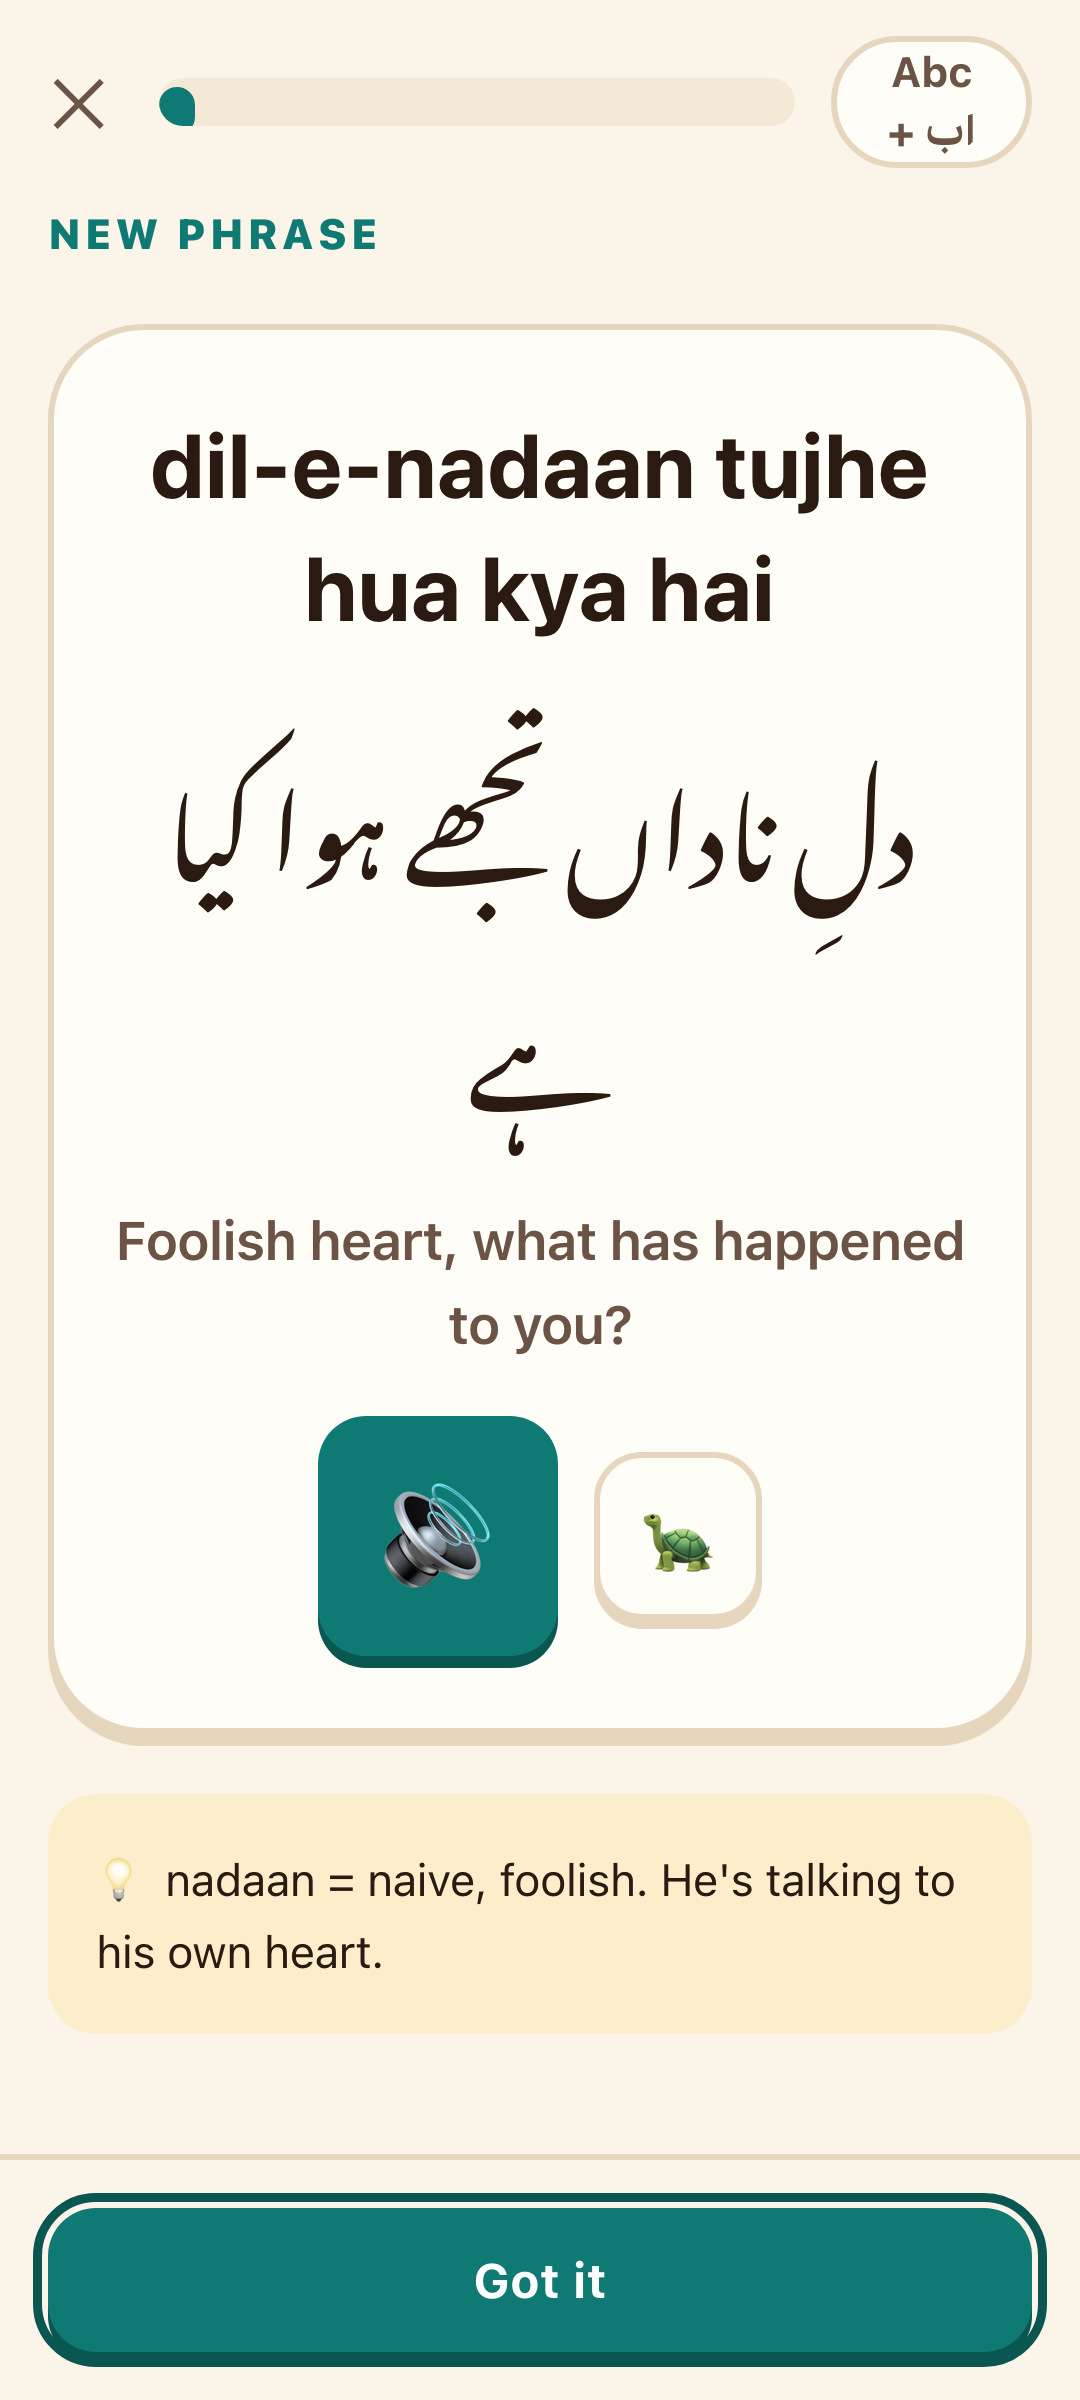 Abc
+ اب
NEW PHRASE
dil-e-nadaan tujhe
hua kya hai
دلِ ناداں تجھے ہوا کیا
ہے
Foolish heart, what has happened
to you?
nadaan = naive, foolish. He's talking to
his own heart.
Got it